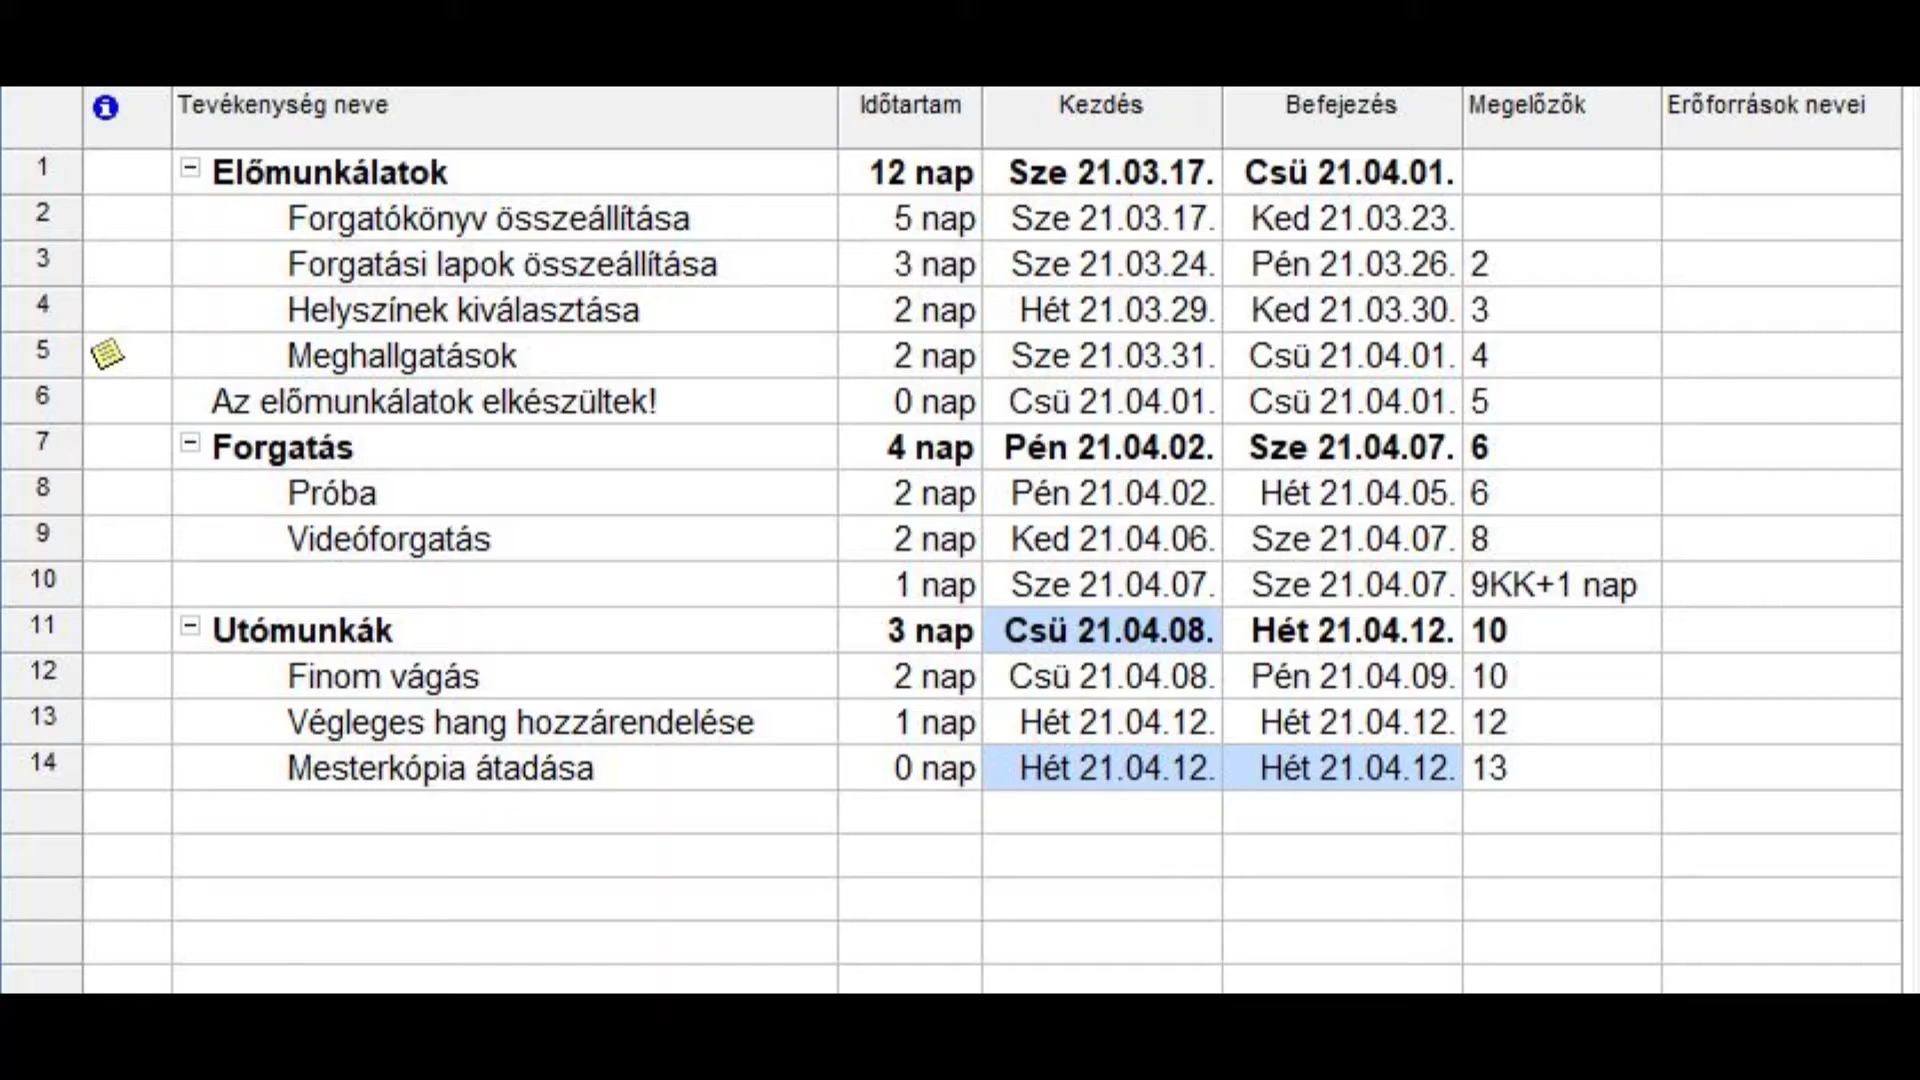 Tevékenység neve Időtartam Kezdés Befejezés Megelőzők Erőforrások nevei
1 Előmunkálatok 12 nap Sze 21.03.17. Csü 21.04.01.
2 Forgatókönyv összeállítása 5 nap Sze 21.03.17. Ked 21.03.23.
3 Forgatási lapok összeállítása 3 nap Sze 21.03.24. Pén 21.03.26. 2
4 Helyszínek kiválasztása 2 nap Hét 21.03.29. Ked 21.03.30. 3
5 Meghallgatások 2 nap Sze 21.03.31. Csü 21.04.01. 4
6 Az előmunkálatok elkészültek! 0 nap Csü 21.04.01. Csü 21.04.01. 5
7 Forgatás 4 nap Pén 21.04.02. Sze 21.04.07. 6
8 Próba 2 nap Pén 21.04.02. Hét 21.04.05. 6
9 Videóforgatás 2 nap Ked 21.04.06. Sze 21.04.07. 8
10 1 nap Sze 21.04.07. Sze 21.04.07. 9KK+1 nap
11 Utómunkák 3 nap Csü 21.04.08. Hét 21.04.12. 10
12 Finom vágás 2 nap Csü 21.04.08. Pén 21.04.09. 10
13 Végleges hang hozzárendelése 1 nap Hét 21.04.12. Hét 21.04.12. 12
14 Mesterkópia átadása 0 nap Hét 21.04.12. Hét 21.04.12. 13